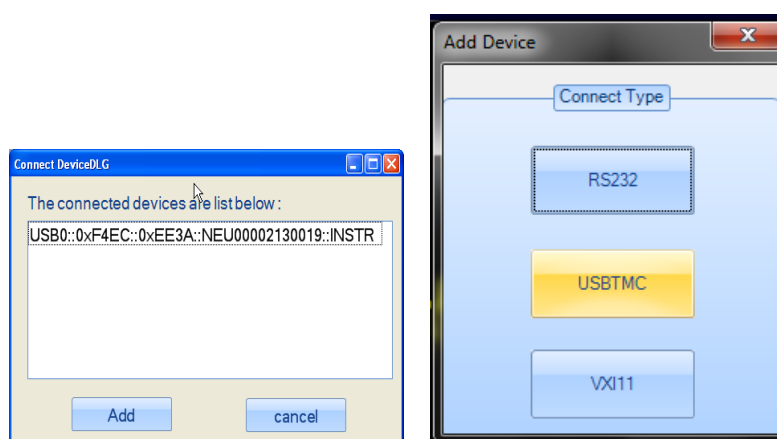 Connect DeviceDLG
The connected devices are list below :
USB0::0xF4EC::0xEE3A::NEU00002130019::INSTR
Add
cancel
Add Device
Connect Type
RS232
USBTMC
VXI11